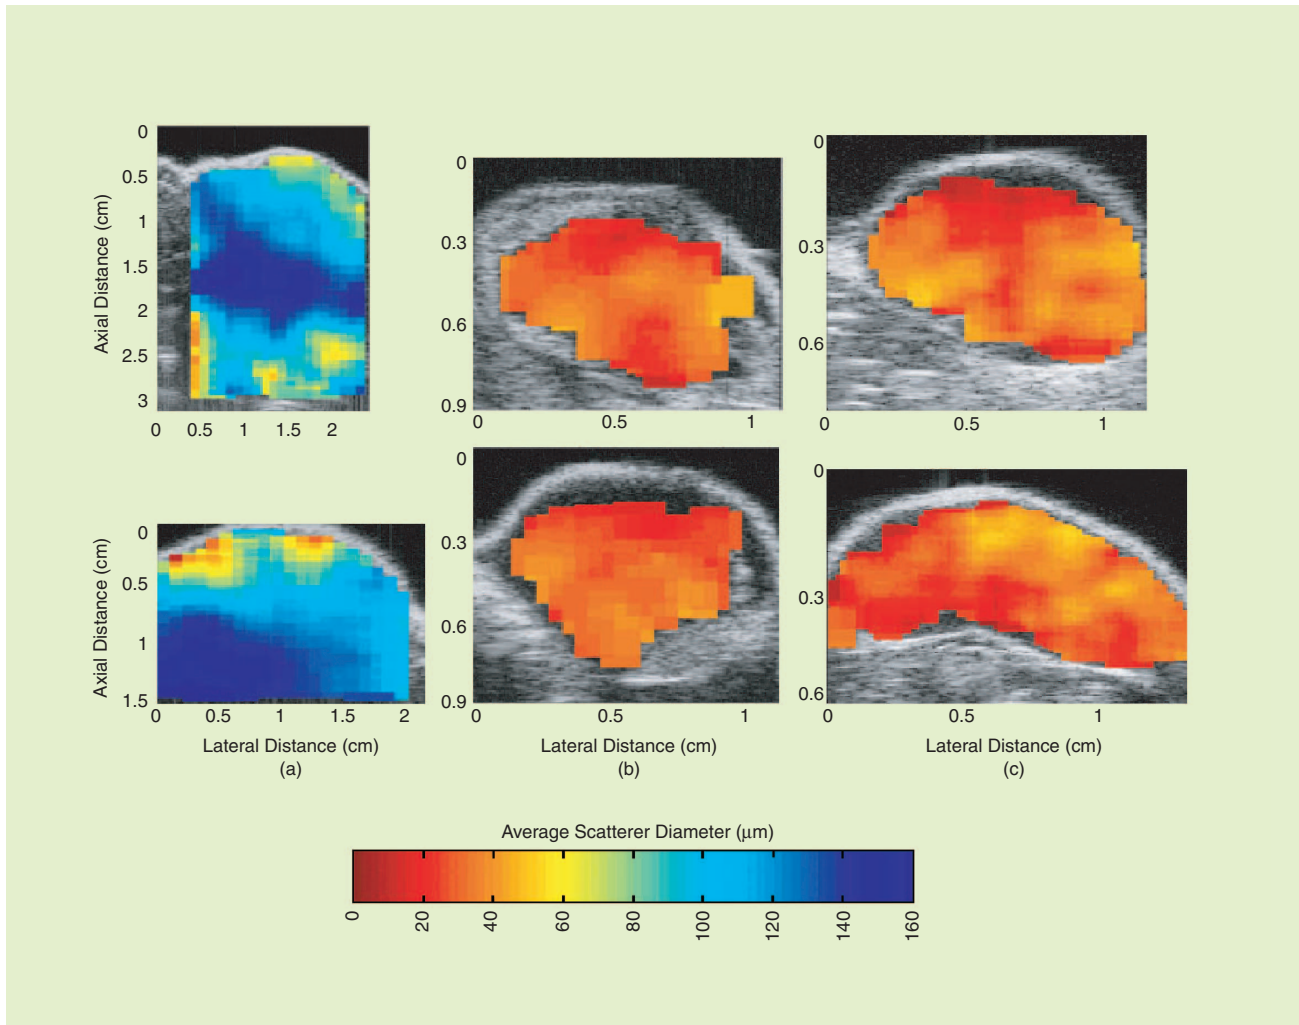 0
0.5
1
1.5
2
2.5
3
Axial Distance (cm)
0 0.5 1 1.5 2
0
0.3
0.6
0.9
0 0.5 1
0
0.3
0.6
0 0.5 1
0
0.5
1
1.5
Axial Distance (cm)
0 0.5 1 1.5 2
Lateral Distance (cm)
(a)
0
0.3
0.6
0.9
0 0.5 1
Lateral Distance (cm)
(b)
0
0.3
0.6
0 0.5 1
Lateral Distance (cm)
(c)
Average Scatterer Diameter (μm)
0 20 40 60 80 100 120 140 160